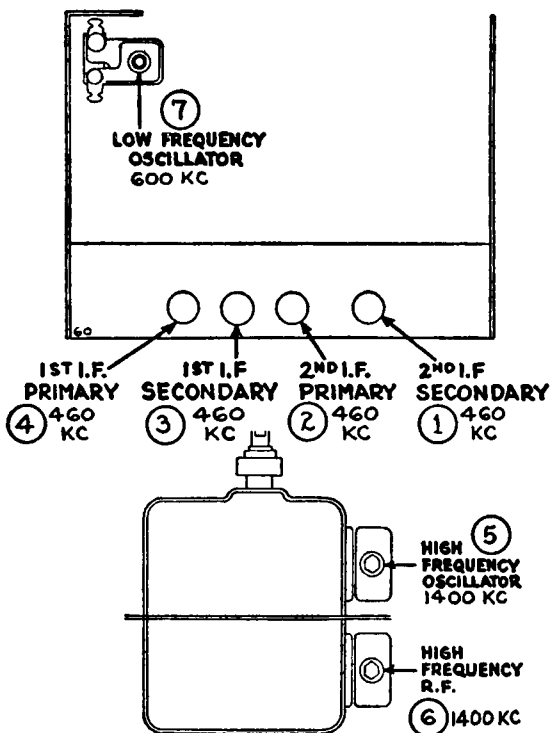 7
LOW FREQUENCY
OSCILLATOR
600 KC
60
1ST I.F.
PRIMARY
4 460
KC
1ST I.F
SECONDARY
3 460
KC
2ND I.F.
PRIMARY
2 460
KC
2ND I.F
SECONDARY
1 460
KC
HIGH 5
FREQUENCY
OSCILLATOR
1400 KC
HIGH
FREQUENCY
R.F.
6 1400 KC